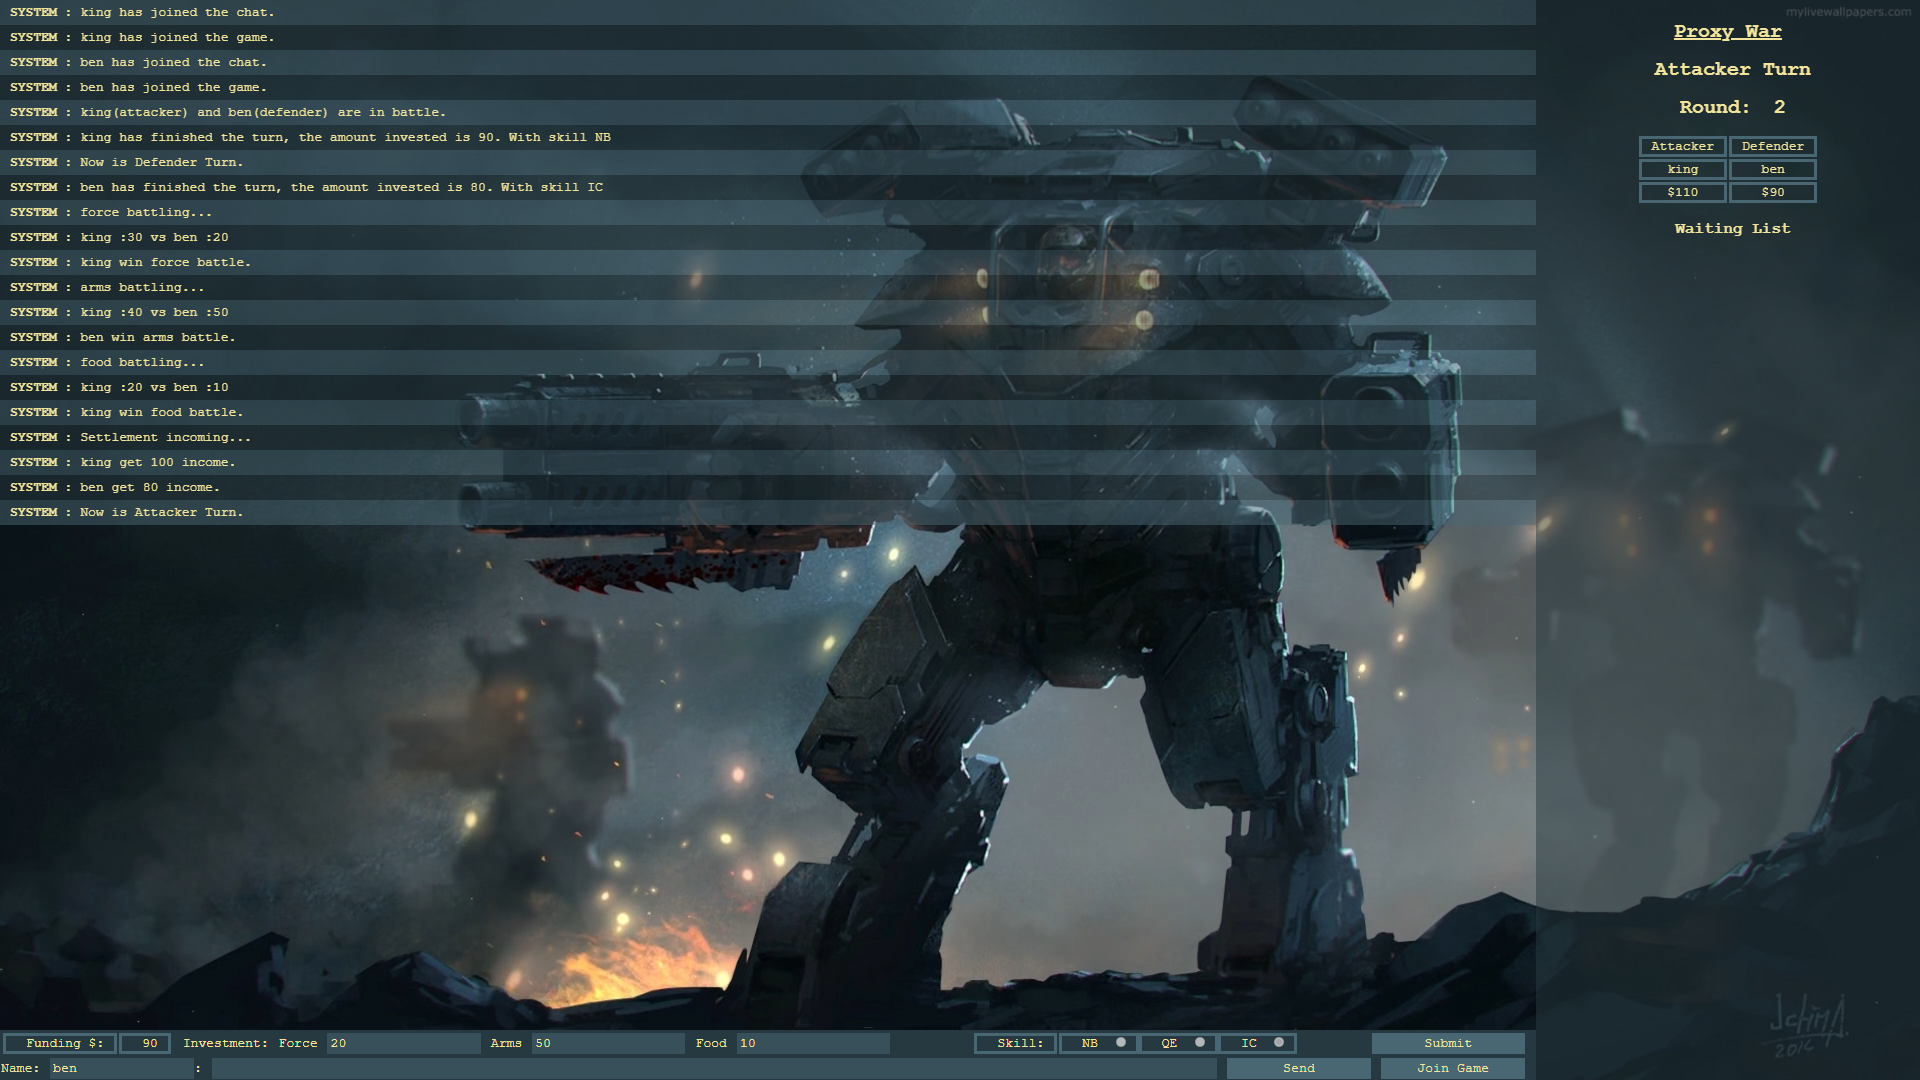 SYSTEM : king has joined the chat.
SYSTEM : king has joined the game.
SYSTEM : ben has joined the chat.
SYSTEM : ben has joined the game.
SYSTEM : king(attacker) and ben(defender) are in battle.
SYSTEM : king has finished the turn, the amount invested is 90. With skill NB
SYSTEM : Now is Defender Turn.
SYSTEM : ben has finished the turn, the amount invested is 80. With skill IC
SYSTEM : force battling...
SYSTEM : king :30 vs ben :20
SYSTEM : king win force battle.
SYSTEM : arms battling...
SYSTEM : king :40 vs ben :50
SYSTEM : ben win arms battle.
SYSTEM : food battling...
SYSTEM : king :20 vs ben :10
SYSTEM : king win food battle.
SYSTEM : Settlement incoming...
SYSTEM : king get 100 income.
SYSTEM : ben get 80 income.
SYSTEM : Now is Attacker Turn.
mylivewallpapers.com
Proxy War
Attacker Turn
Round: 2
Attacker Defender
king ben
$110 $90
Waiting List
2014
Funding $: 90 Investment: Force 20 Arms 50 Food 10 Skill: NB QE IC Submit
Name: ben : Send Join Game